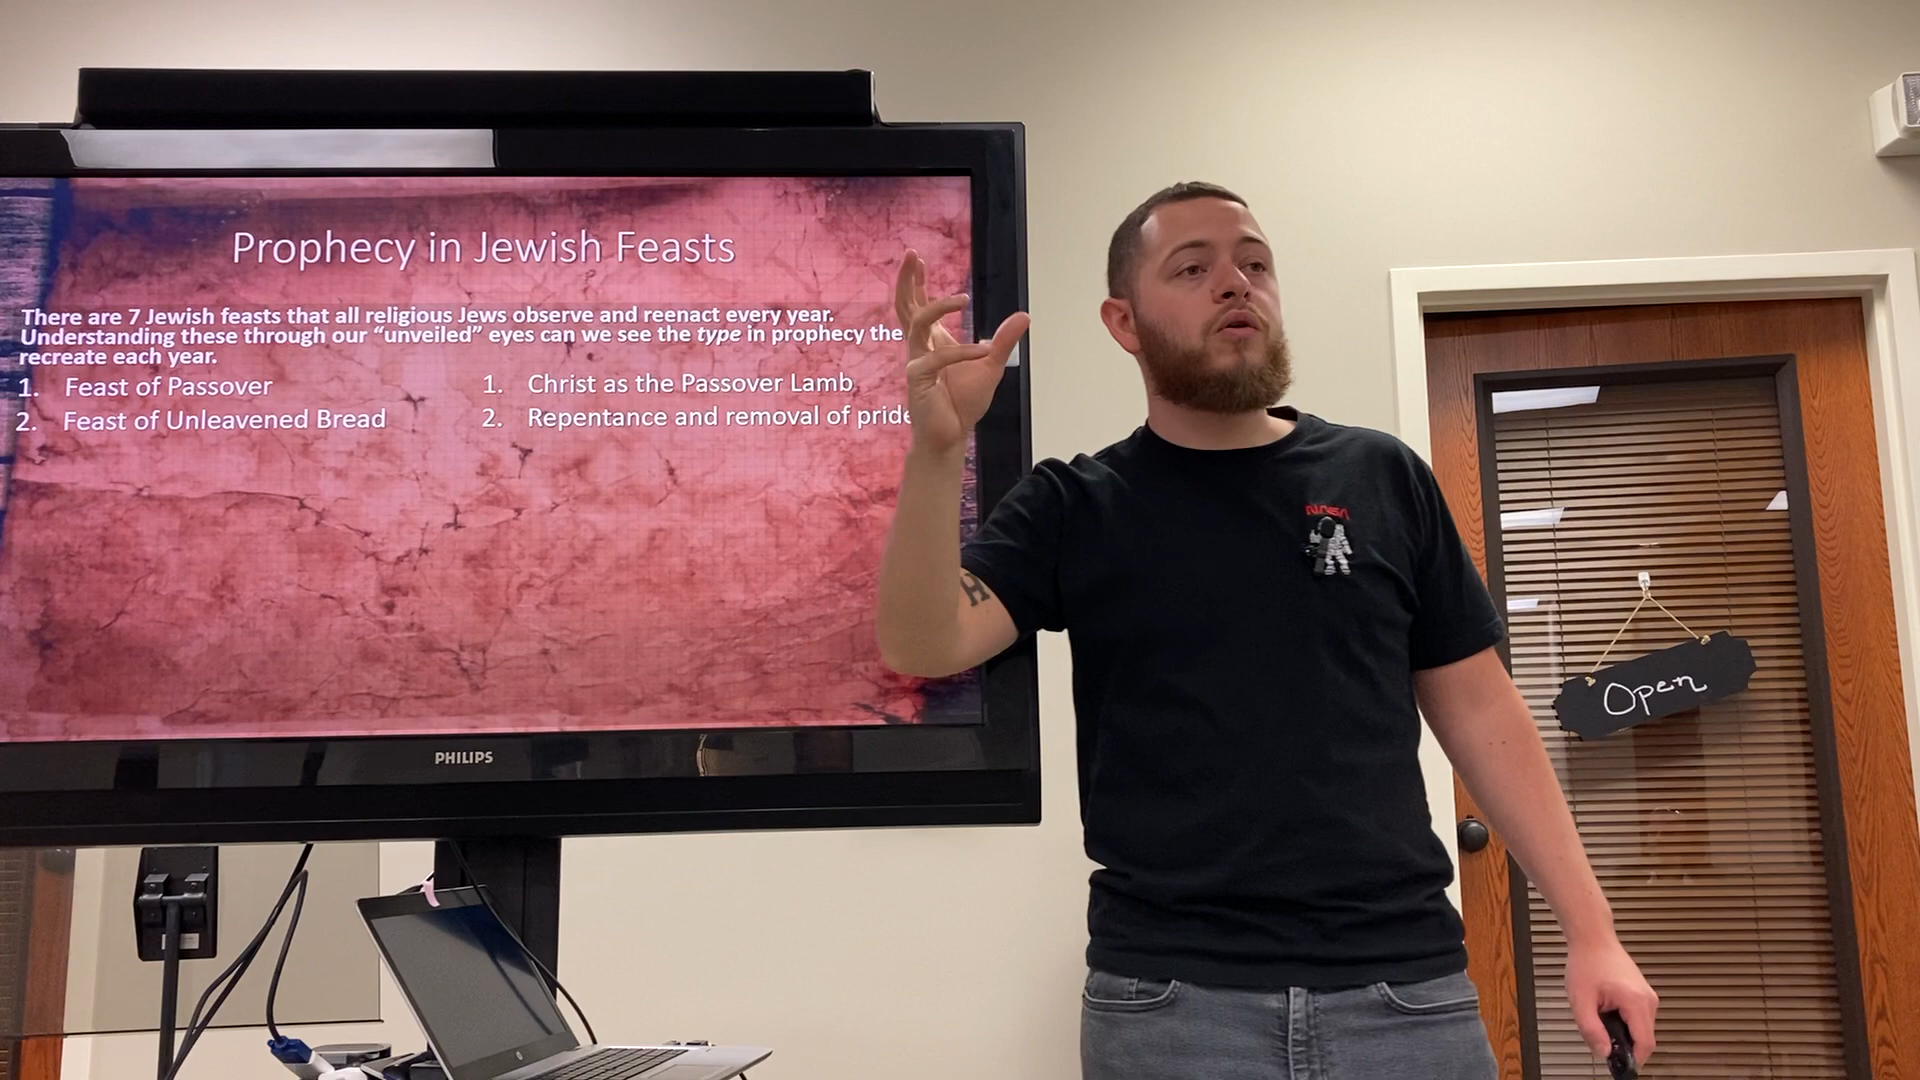 Prophecy in Jewish Feasts
There are 7 Jewish feasts that all religious Jews observe and reenact every year.
Understanding these through our “unveiled” eyes can we see the type in prophecy the
recreate each year.
1. Feast of Passover
2. Feast of Unleavened Bread
1. Christ as the Passover Lamb
2. Repentance and removal of pride
PHILIPS
NASA
H
Open